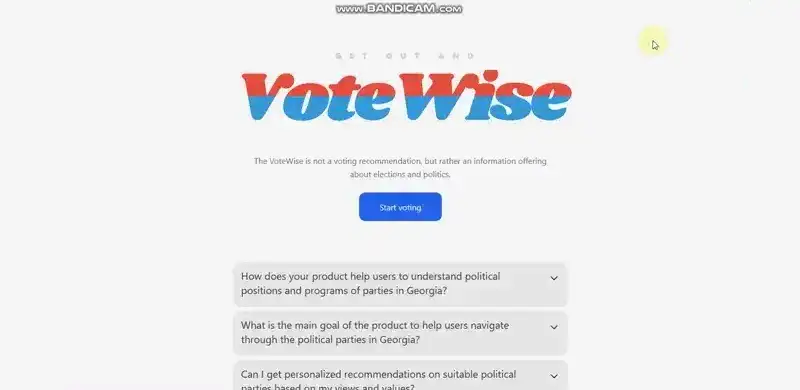 www.BANDICAM.com
GET OUT AND
VoteWise
The VoteWise is not a voting recommendation, but rather an information offering
about elections and politics.
Start voting
How does your product help users to understand political
positions and programs of parties in Georgia?
What is the main goal of the product to help users navigate
through the political parties in Georgia?
Can I get personalized recommendations on suitable political
parties based on my views and values?